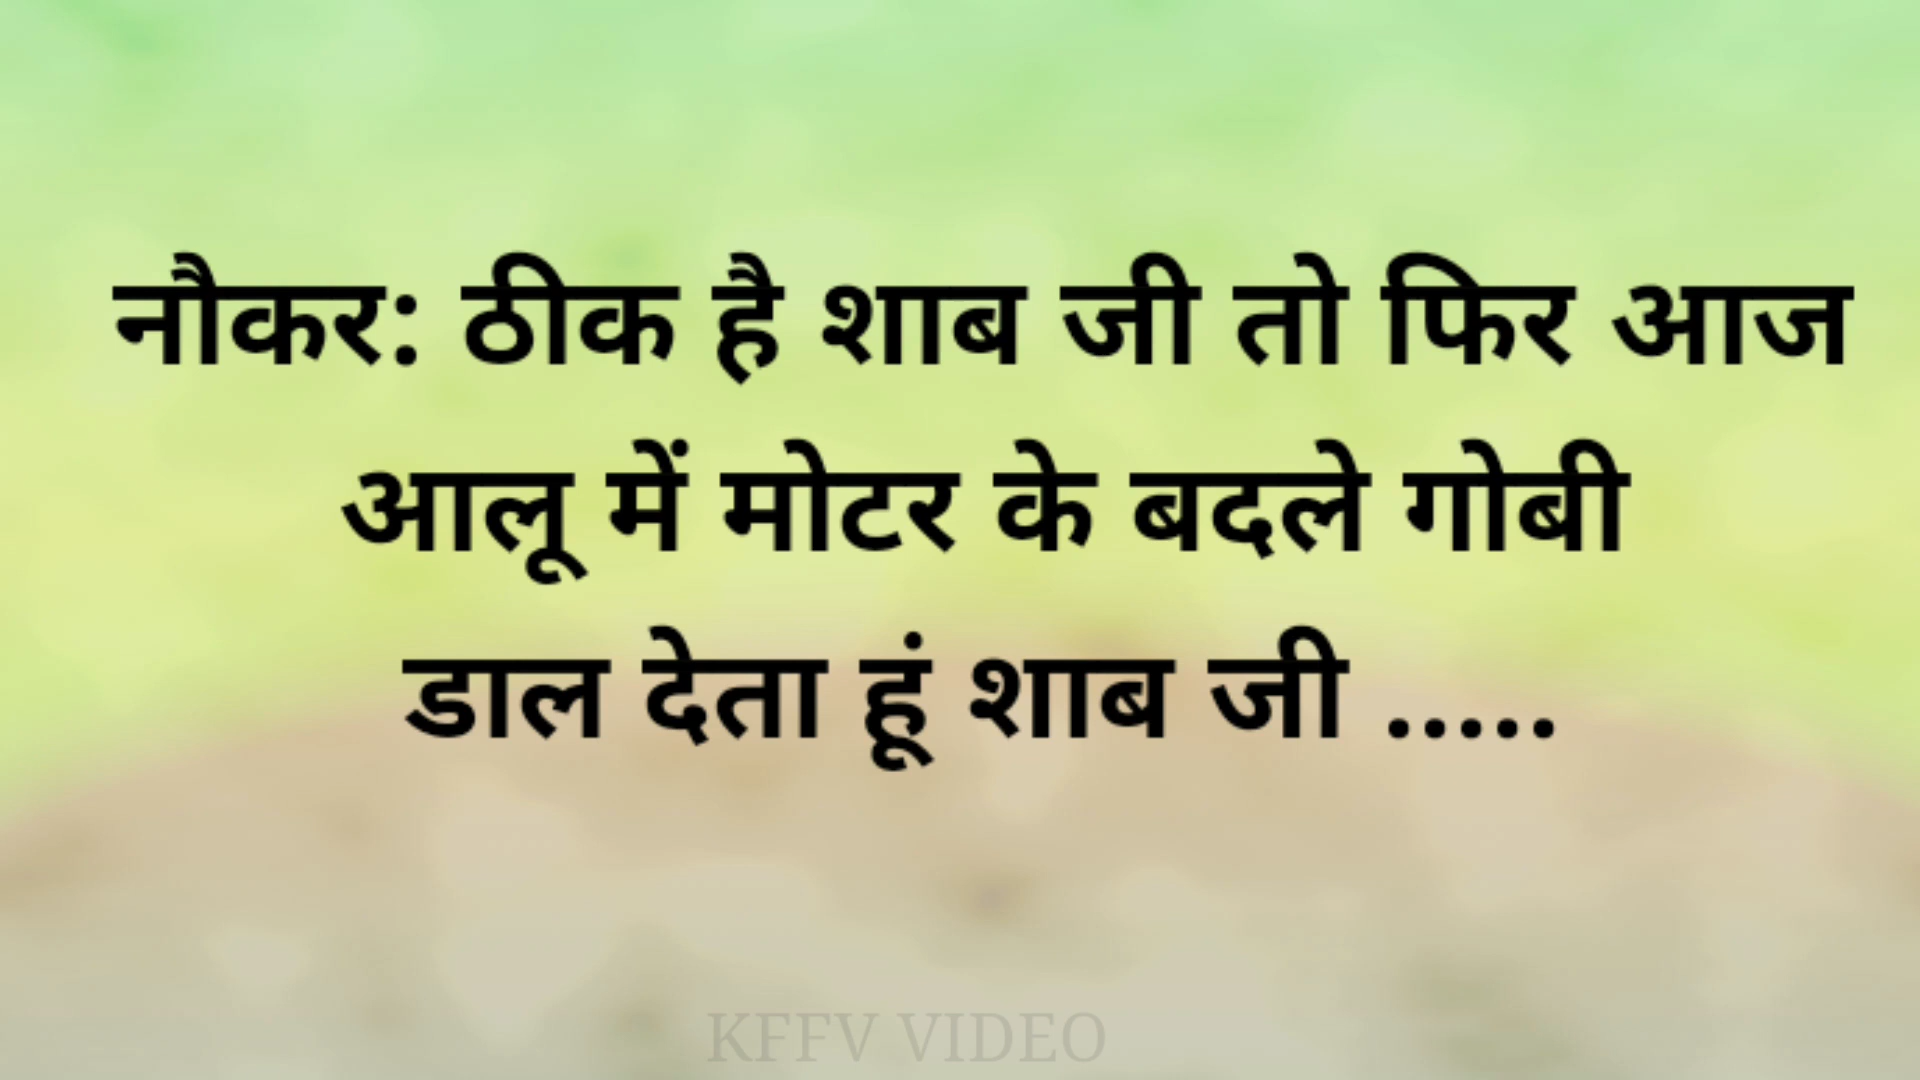 नौकर: ठीक है शाब जी तो फिर आज
आलू में मोटर के बदले गोबी
डाल देता हूं शाब जी .....
KFFV VIDEO